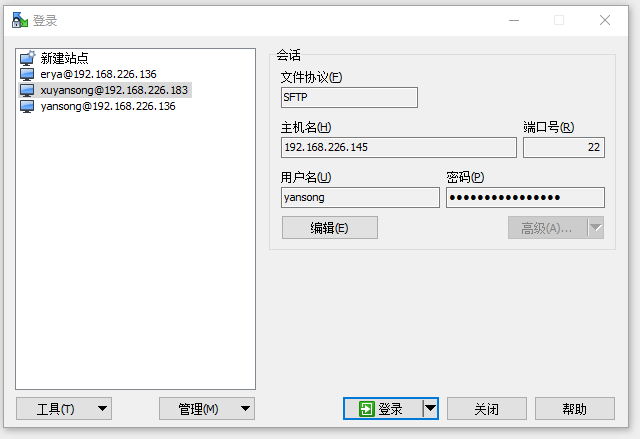 登录
新建站点
erya@192.168.226.136
xuyansong@192.168.226.183
yansong@192.168.226.136
会话
文件协议(F)
SFTP
主机名(H) 端口号(R)
192.168.226.145 22
用户名(U) 密码(P)
yansong ●●●●●●●●●●●●●●●●
编辑(E) 高级(A)...
工具(T) 管理(M) 登录 关闭 帮助